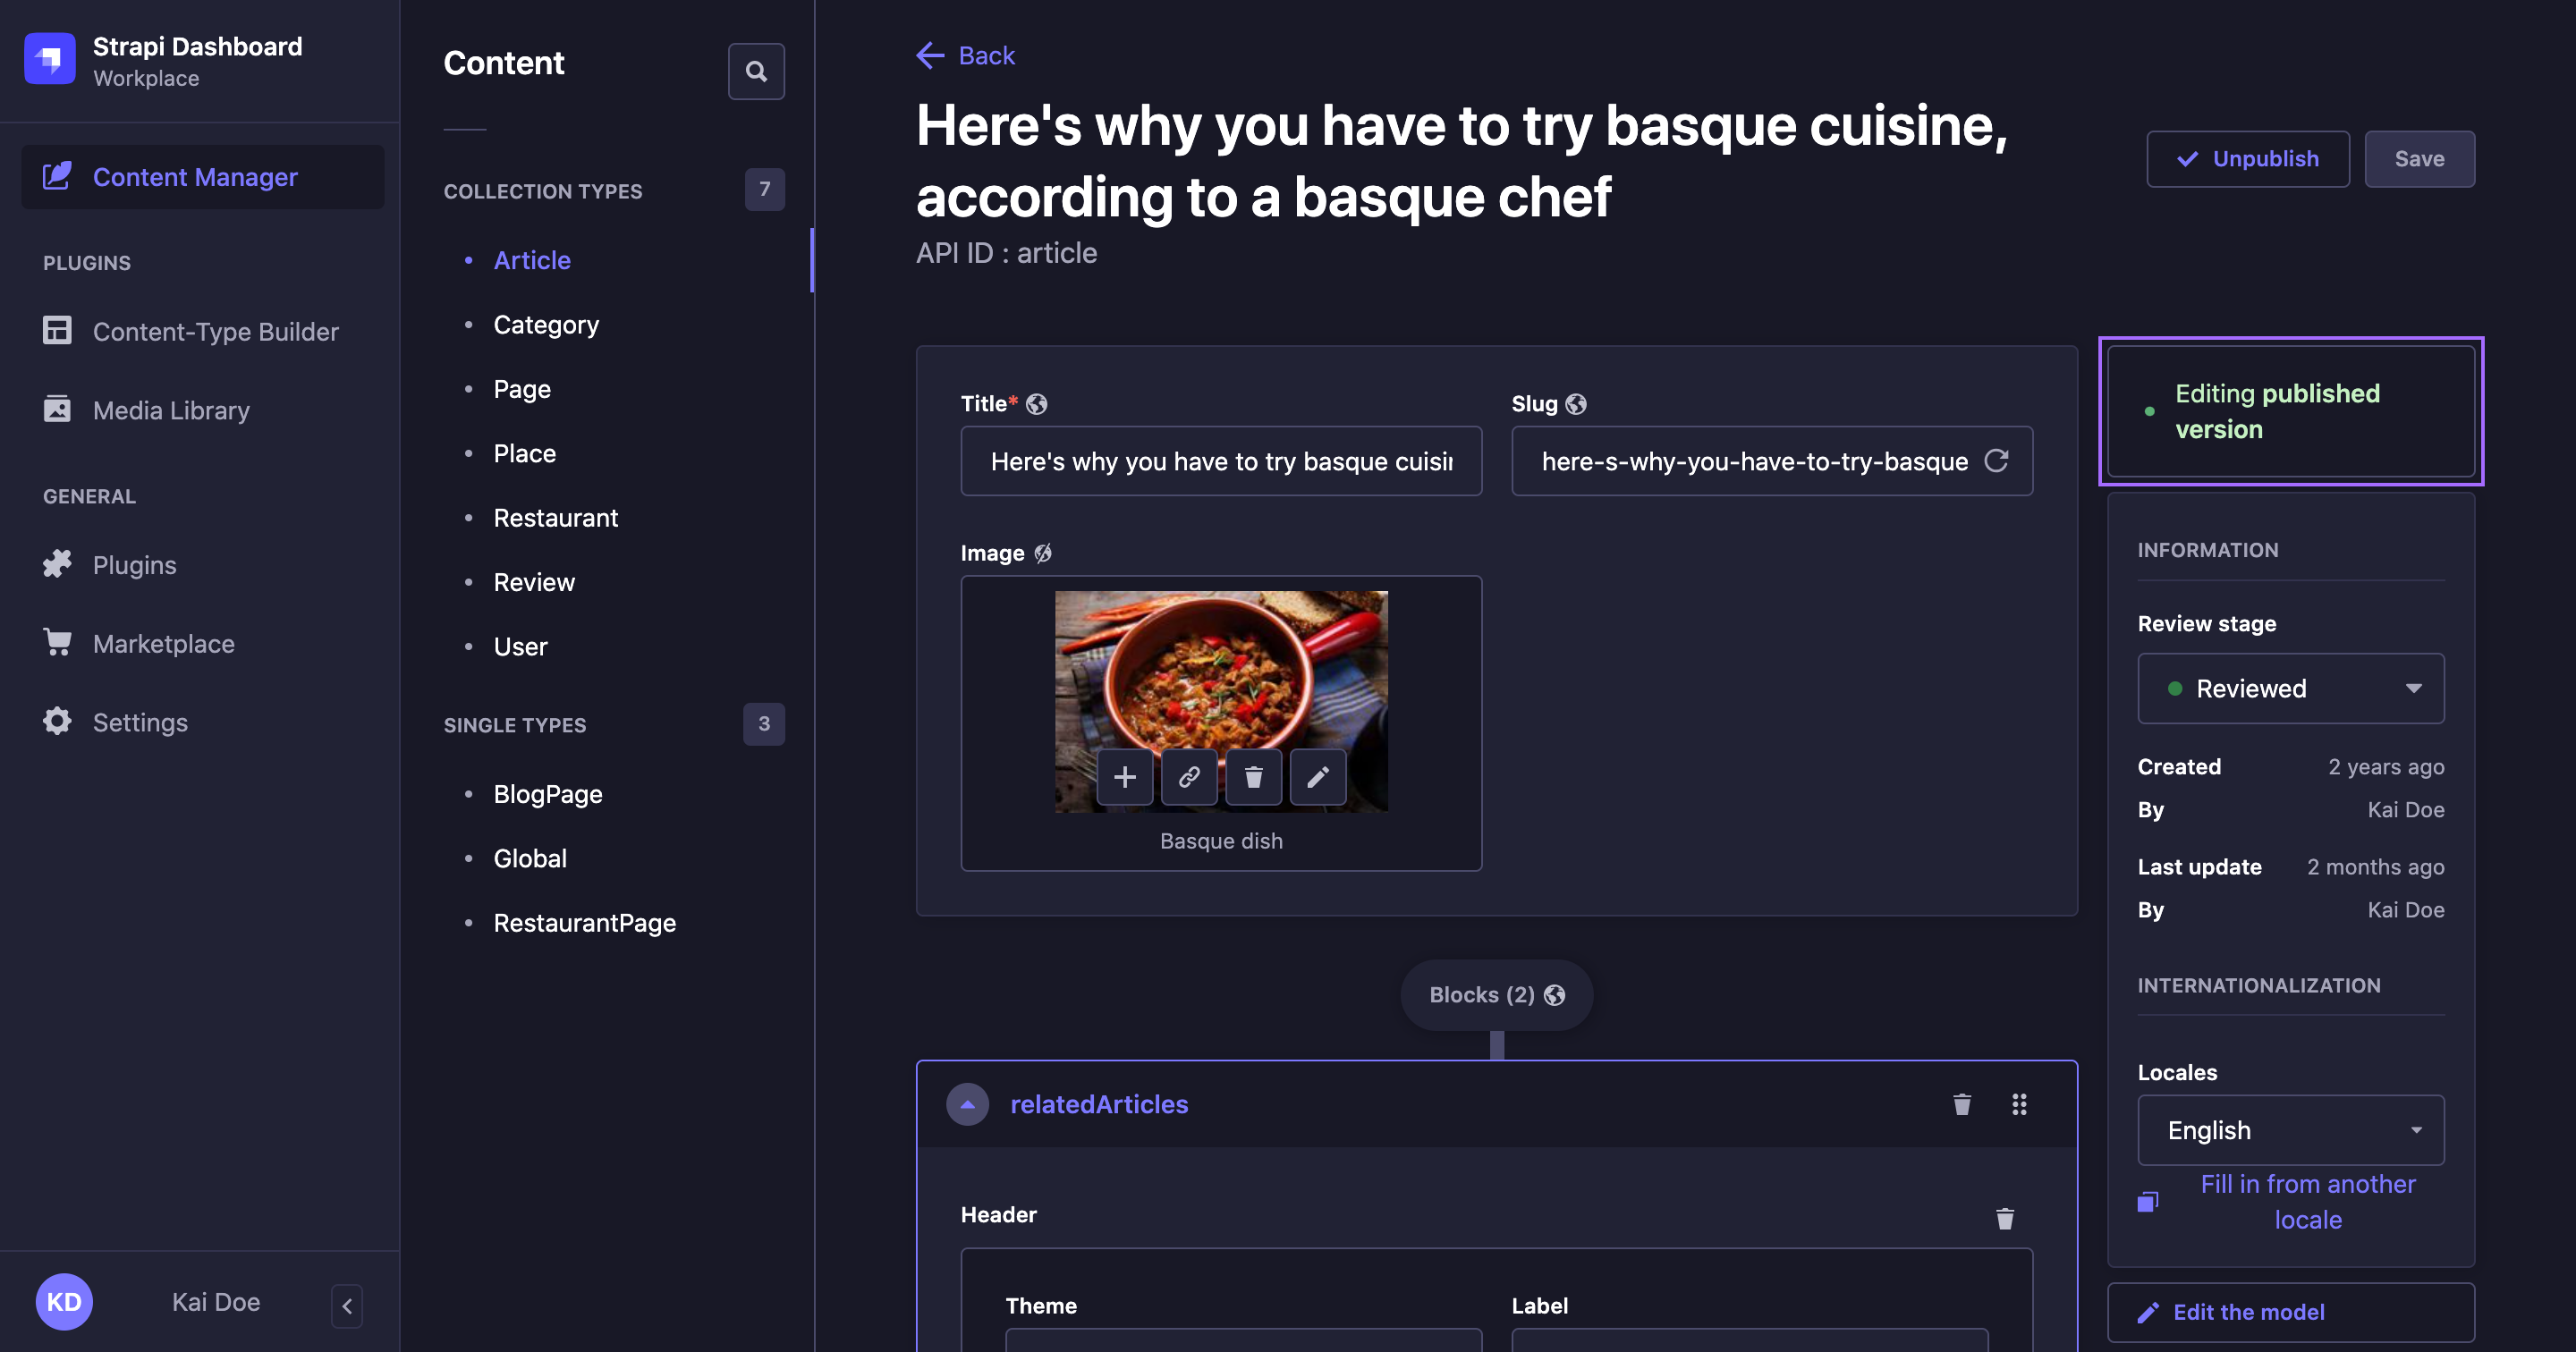 Strapi Dashboard
Workplace
Content Manager
PLUGINS
Content-Type Builder
Media Library
GENERAL
Plugins
Marketplace
Settings
KD
Kai Doe
Content
COLLECTION TYPES
7
Article
Category
Page
Place
Restaurant
Review
User
SINGLE TYPES
3
BlogPage
Global
RestaurantPage
Back
Here's why you have to try basque cuisine,
according to a basque chef
API ID : article
Unpublish
Save
Title*
Here's why you have to try basque cuisin
Slug
here-s-why-you-have-to-try-basque
Image
Basque dish
Blocks (2)
relatedArticles
Header
Theme
Label
Editing published
version
INFORMATION
Review stage
Reviewed
Created
2 years ago
By
Kai Doe
Last update
2 months ago
By
Kai Doe
INTERNATIONALIZATION
Locales
English
Fill in from another
locale
Edit the model